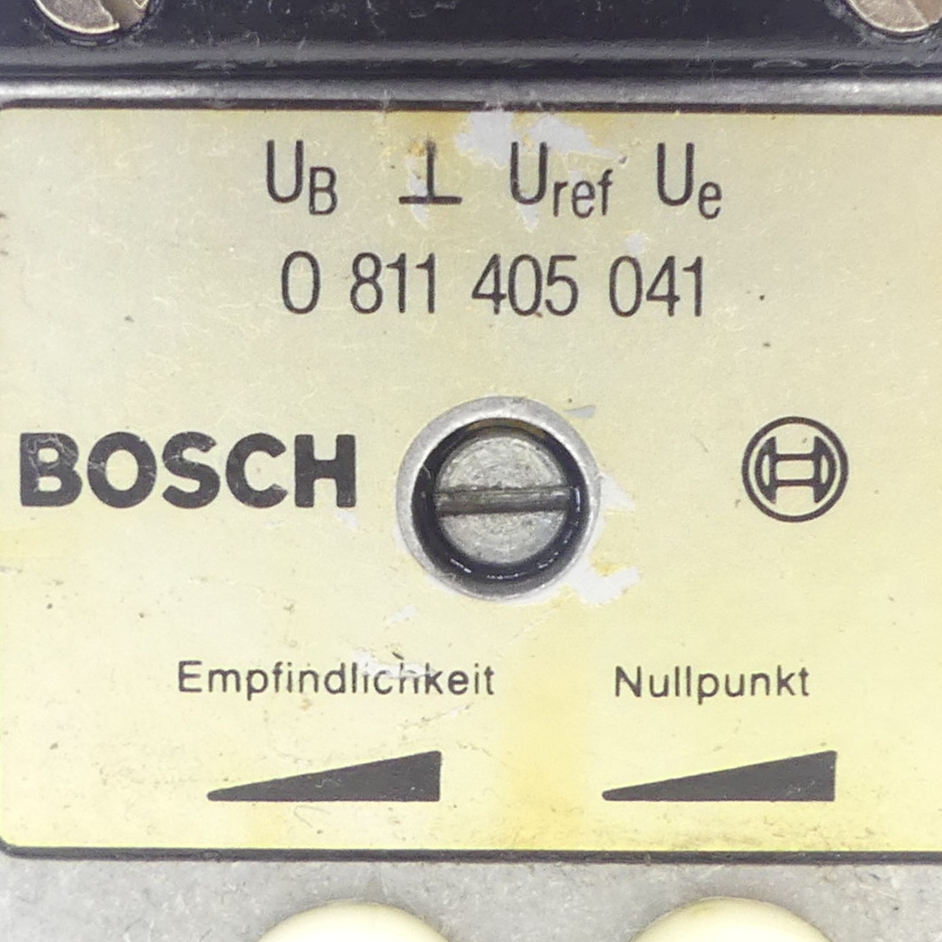 UB ⊥ Uref Ue
0 811 405 041
BOSCH
Empfindlichkeit Nullpunkt